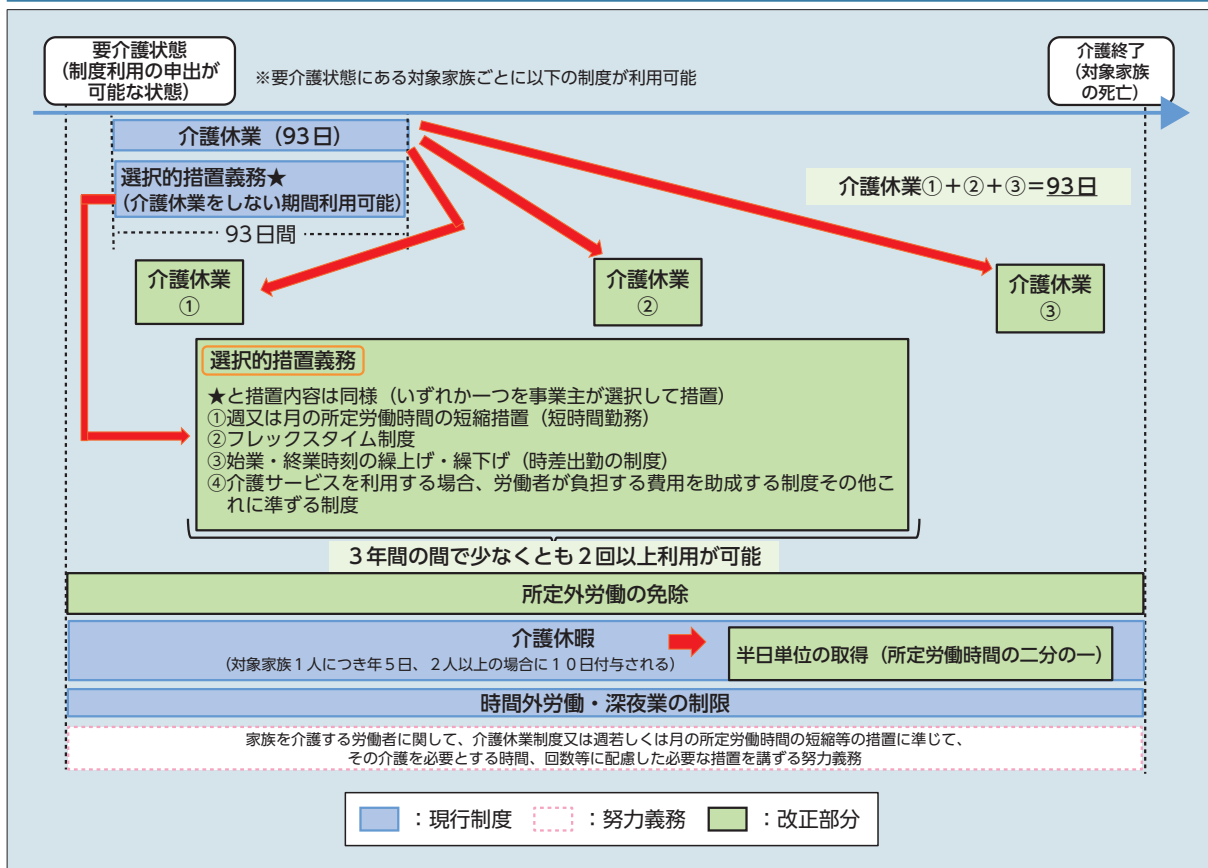 要介護状態
(制度利用の申出が
可能な状態)
※要介護状態にある対象家族ごとに以下の制度が利用可能
介護終了
(対象家族
の死亡)
介護休業(93日)
選択的措置義務★
(介護休業をしない期間利用可能)
93日間
介護休業①+②+③=93日
介護休業
①
介護休業
②
介護休業
③
選択的措置義務
★と措置内容は同様(いずれか一つを事業主が選択して措置)
①週又は月の所定労働時間の短縮措置(短時間勤務)
②フレックスタイム制度
③始業・終業時刻の繰上げ・繰下げ(時差出勤の制度)
④介護サービスを利用する場合、労働者が負担する費用を助成する制度その他こ
れに準ずる制度
3年間の間で少なくとも2回以上利用が可能
所定外労働の免除
介護休暇
(対象家族1人につき年5日、2人以上の場合に10日付与される)
半日単位の取得(所定労働時間の二分の一)
時間外労働・深夜業の制限
家族を介護する労働者に関して、介護休業制度又は週若しくは月の所定労働時間の短縮等の措置に準じて、
その介護を必要とする時間、回数等に配慮した必要な措置を講ずる努力義務
:現行制度 :努力義務 :改正部分